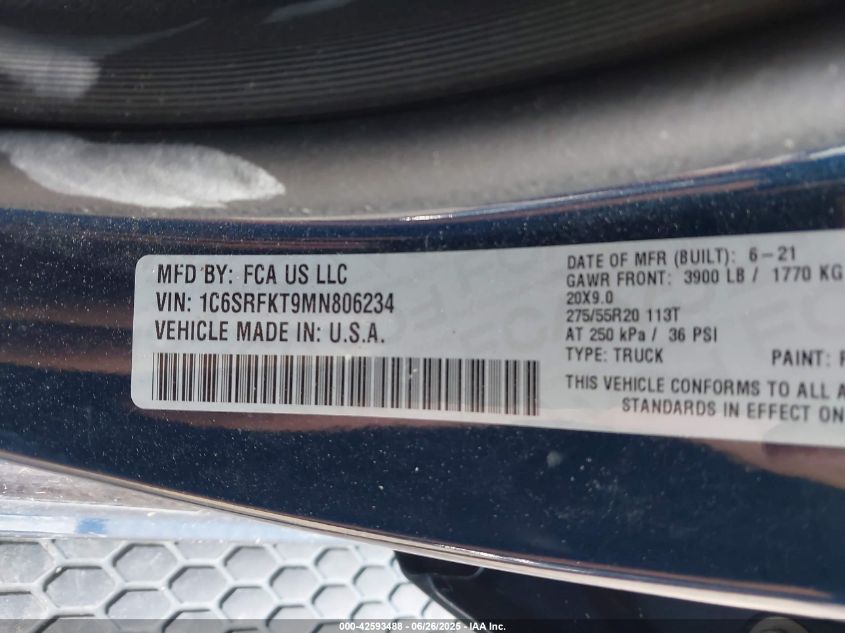 MFD BY: FCA US LLC
VIN: 1C6SRFKT9MN806234
VEHICLE MADE IN: U.S.A.
DATE OF MFR (BUILT): 6-21
GAWR FRONT: 3900 LB / 1770 KG
20X9.0
275/55R20 113T
AT 250 kPa / 36 PSI
TYPE: TRUCK PAINT:
THIS VEHICLE CONFORMS TO ALL
STANDARDS IN EFFECT ON
000-42593488 - 06/26/2025 - IAA Inc.